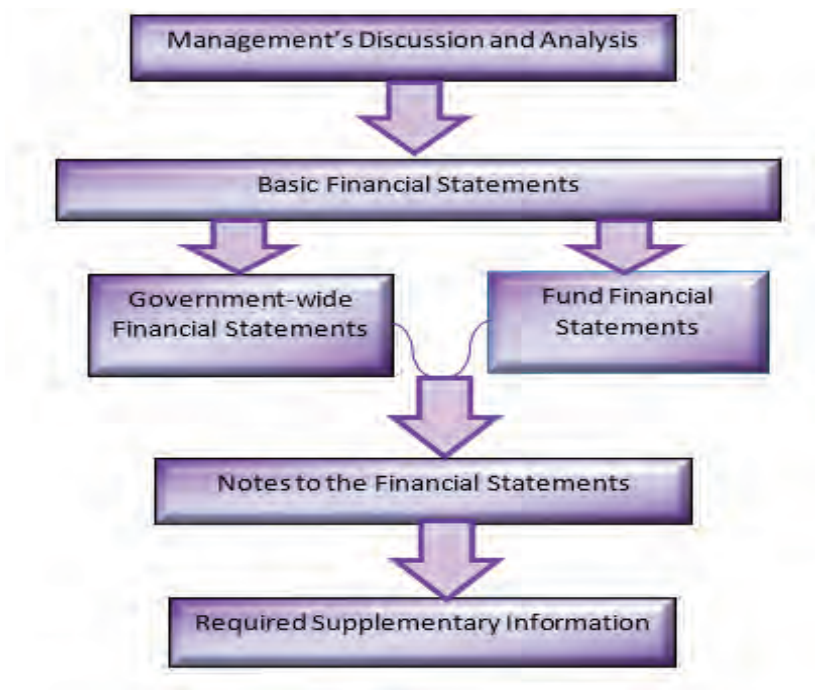 Management's Discussion and Analysis
Basic Financial Statements
Government-wide
Financial Statements
Fund Financial
Statements
Notes to the Financial Statements
Required Supplementary Information